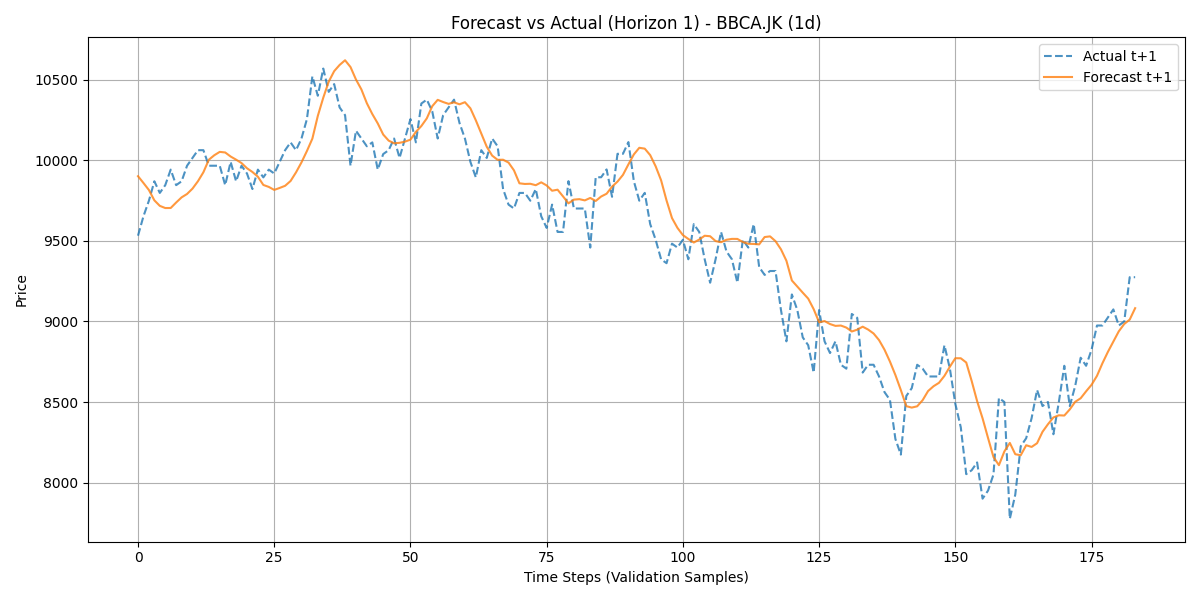 Forecast vs Actual (Horizon 1) - BBCA.JK (1d)
Actual t+1
Forecast t+1
Price
10500
10000
9500
9000
8500
8000
0 25 50 75 100 125 150 175
Time Steps (Validation Samples)